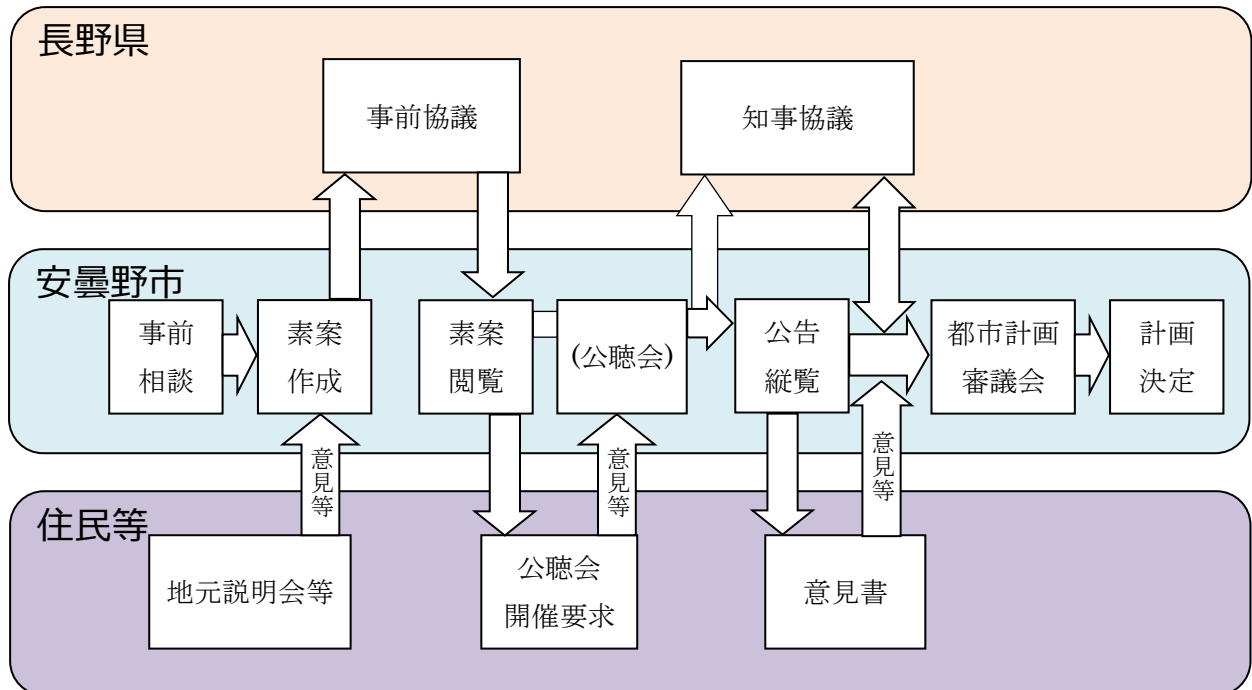 長野県
事前協議
知事協議
安曇野市
事前
相談
素案
作成
素案
閲覧
(公聴会)
公告
縦覧
都市計画
審議会
計画
決定
意見等
意見等
意見等
住民等
地元説明会等
公聴会
開催要求
意見書